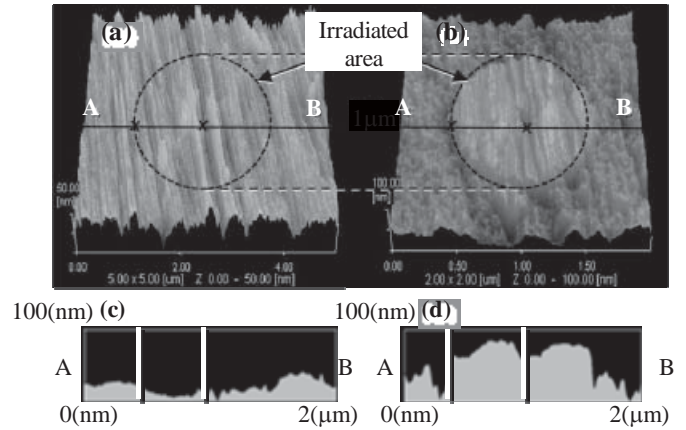 (a)
Irradiated
area
(b)
A
B
1μm
A
B
50.00
[nm]
100.00
[nm]
0.00
2.00
4.00
5.00 x 5.00 [um] Z 0.00 - 50.00 [nm]
0.00
0.50
1.00
1.50
2.00 x 2.00 [um] Z 0.00 - 100.00 [nm]
100(nm) (c)
100(nm) (d)
A
B
A
B
0(nm)
2(μm)
0(nm)
2(μm)